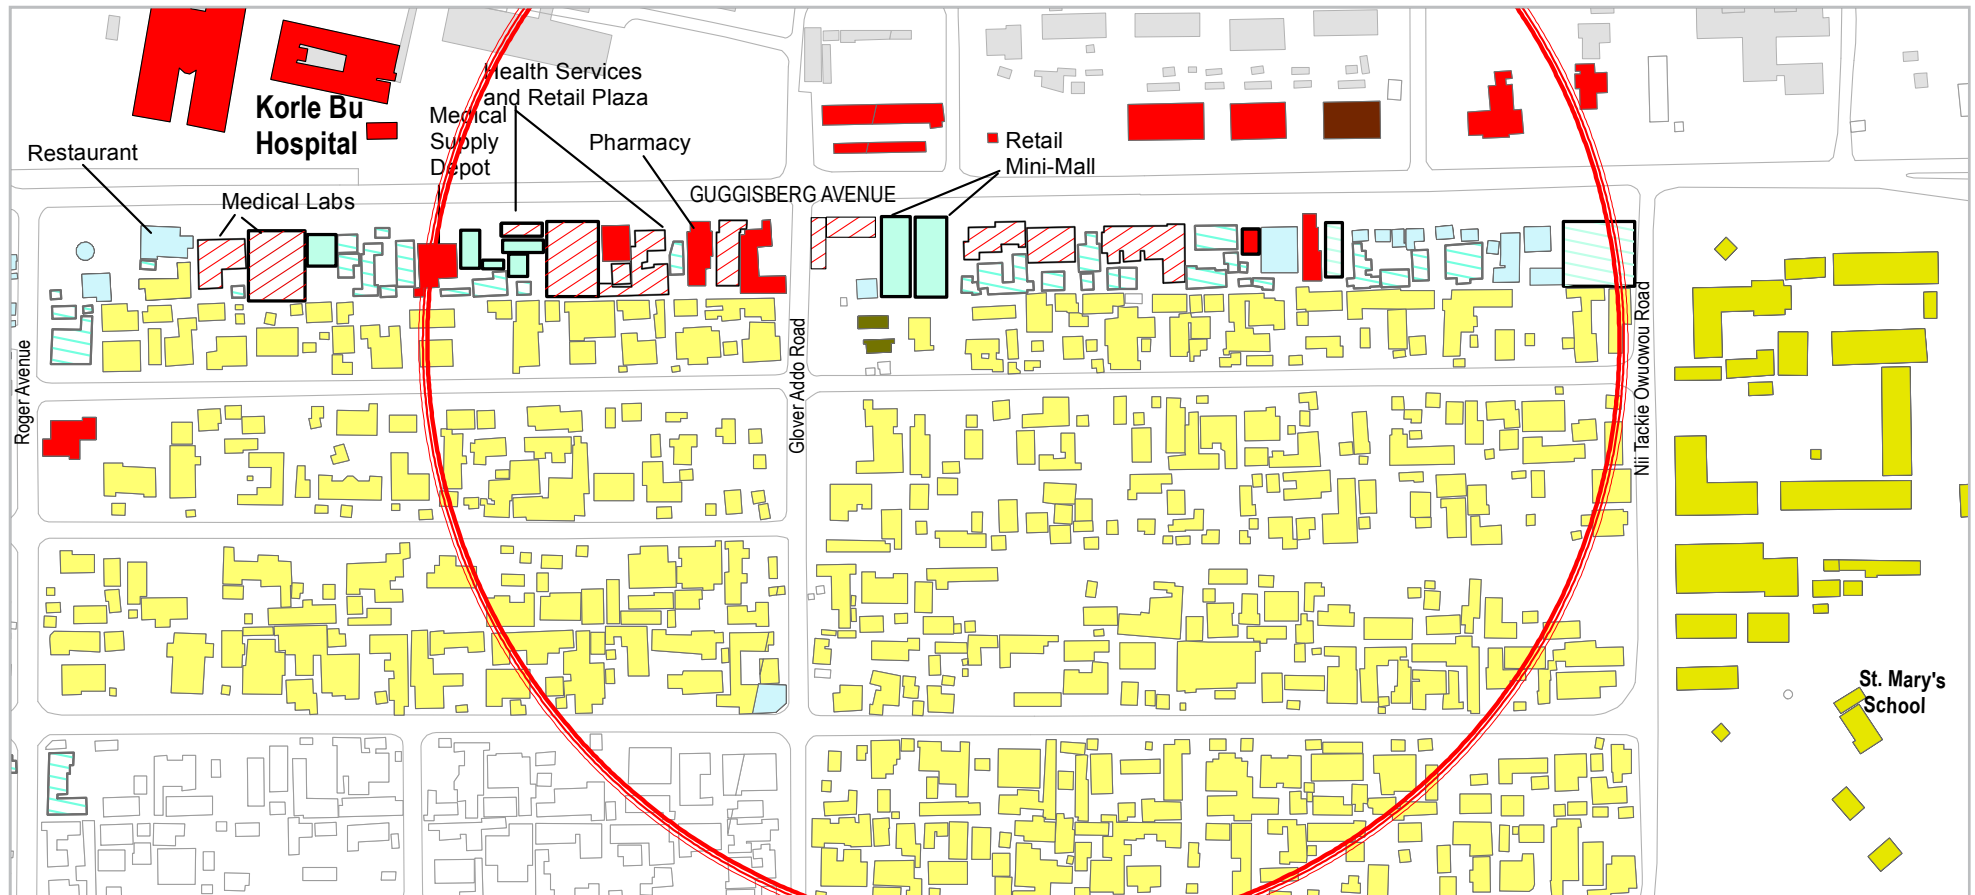 Health Services
and Retail Plaza
Korle Bu
Hospital
Medical
Supply
Depot
Pharmacy
Retail
Mini-Mall
Restaurant
Medical Labs
GUGGISBERG AVENUE
Roger Avenue
Glover Addo Road
Nii Tackie Owuowou Road
St. Mary's
School